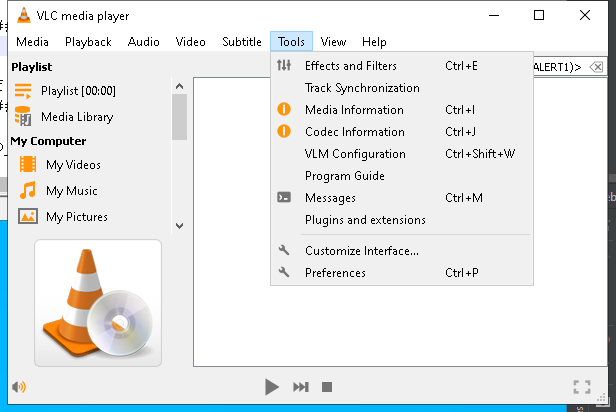 VLC media player
Media Playback Audio Video Subtitle Tools View Help
Playlist
Playlist [00:00]
Media Library
My Computer
My Videos
My Music
My Pictures
ALERT1)>
Effects and Filters Ctrl+E
Track Synchronization
Media Information Ctrl+I
Codec Information Ctrl+J
VLM Configuration Ctrl+Shift+W
Program Guide
Messages Ctrl+M
Plugins and extensions
Customize Interface...
Preferences Ctrl+P